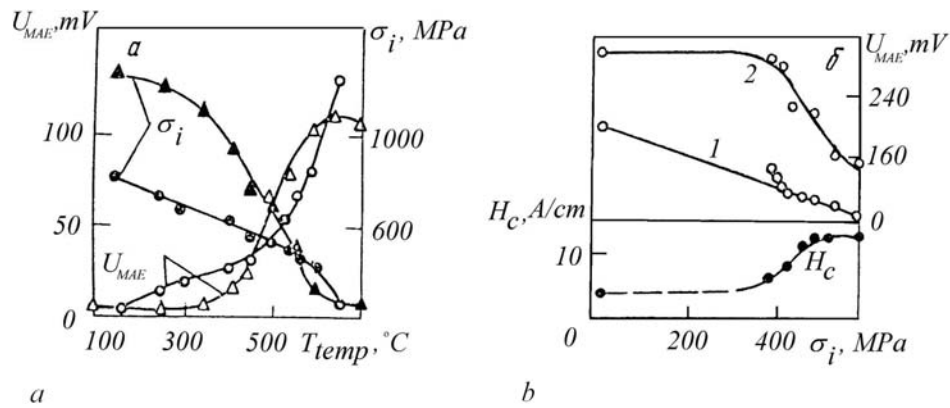 U_MAE, mV
σ_i, MPa
а
σ_i
100
1000
50
600
U_MAE
0
100 300 500 T_temp, °C
a
б
U_MAE, mV
2
240
1
160
H_c, A/cm
0
10
H_c
0 200 400 σ_i, MPa
b